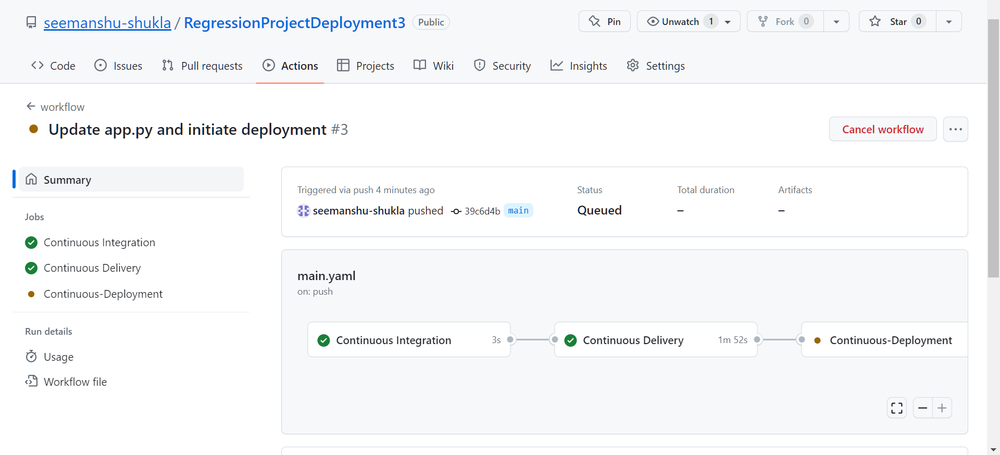 seemanshu-shukla / RegressionProjectDeployment3 Public Pin Unwatch 1 Fork 0 Star 0
Code Issues Pull requests Actions Projects Wiki Security Insights Settings
workflow
Update app.py and initiate deployment #3
Cancel workflow
Summary
Jobs
Continuous Integration
Continuous Delivery
Continuous-Deployment
Run details
Usage
Workflow file
Triggered via push 4 minutes ago
seemanshu-shukla pushed 39c6d4b main
Status
Queued
Total duration
–
Artifacts
–
main.yaml
on: push
Continuous Integration 3s
Continuous Delivery 1m 52s
Continuous-Deployment